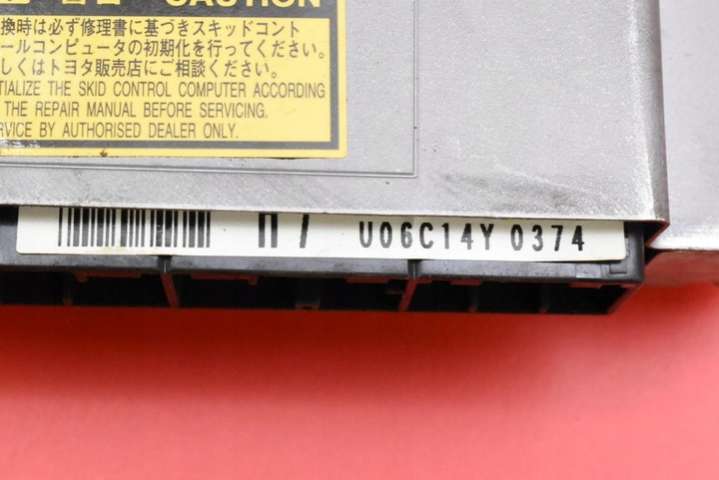 CAUTION
換時は必ず修理書に基づきスキッドコント
ールコンピュータの初期化を行ってください。
しくはトヨタ販売店にご相談ください。
TIALIZE THE SKID CONTROL COMPUTER ACCORDING
THE REPAIR MANUAL BEFORE SERVICING.
RVICE BY AUTHORISED DEALER ONLY.
U06C14Y 0374